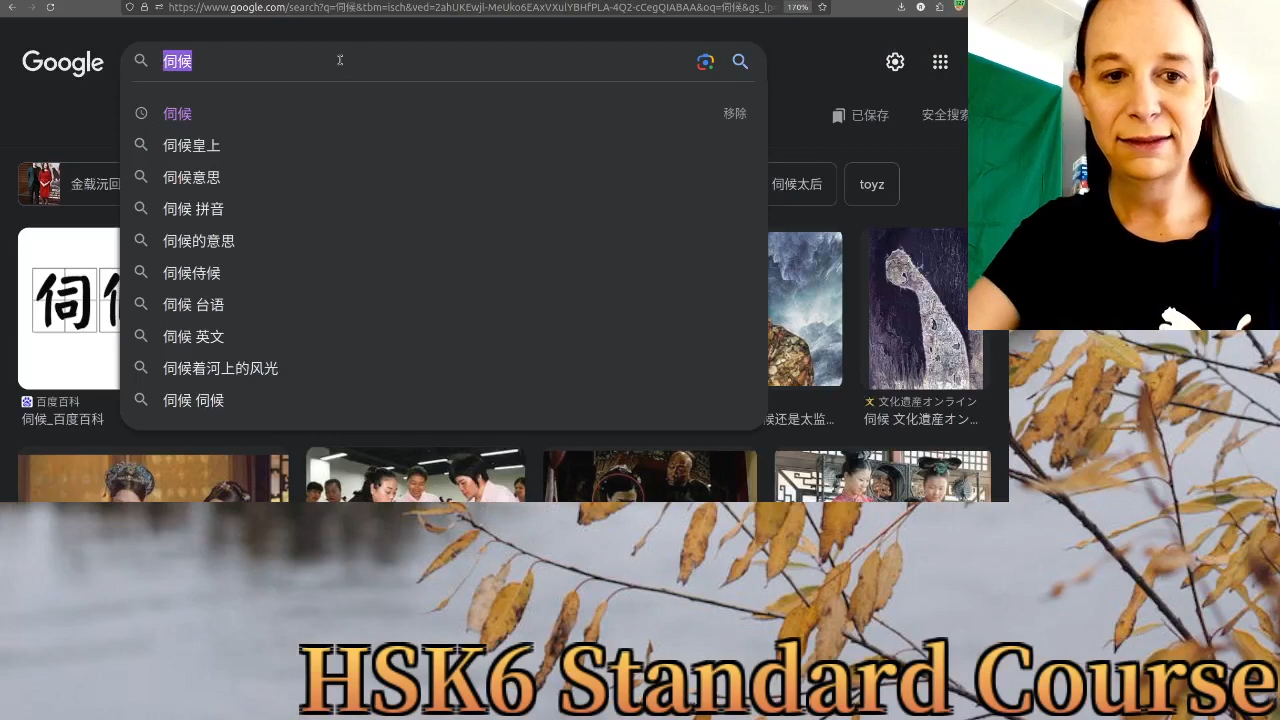 https://www.google.com/search?q=伺候&tbm=isch&ved=2ahUKEwjl-MeUko6EAxVXulYBHfPLA-4Q2-cCegQIABAA&oq=伺候&gs_lp=
170%
Google
伺候
伺候
移除
伺候皇上
伺候意思
伺候 拼音
伺候的意思
伺候侍候
伺候 台语
伺候 英文
伺候着河上的风光
伺候 伺候
已保存
安全搜索
金载沅回
伺候太后
toyz
伺
百度百科
伺候_百度百科
候还是太监...
文化遺産オンライン
伺候 文化遺産オン...
HSK6 Standard Course